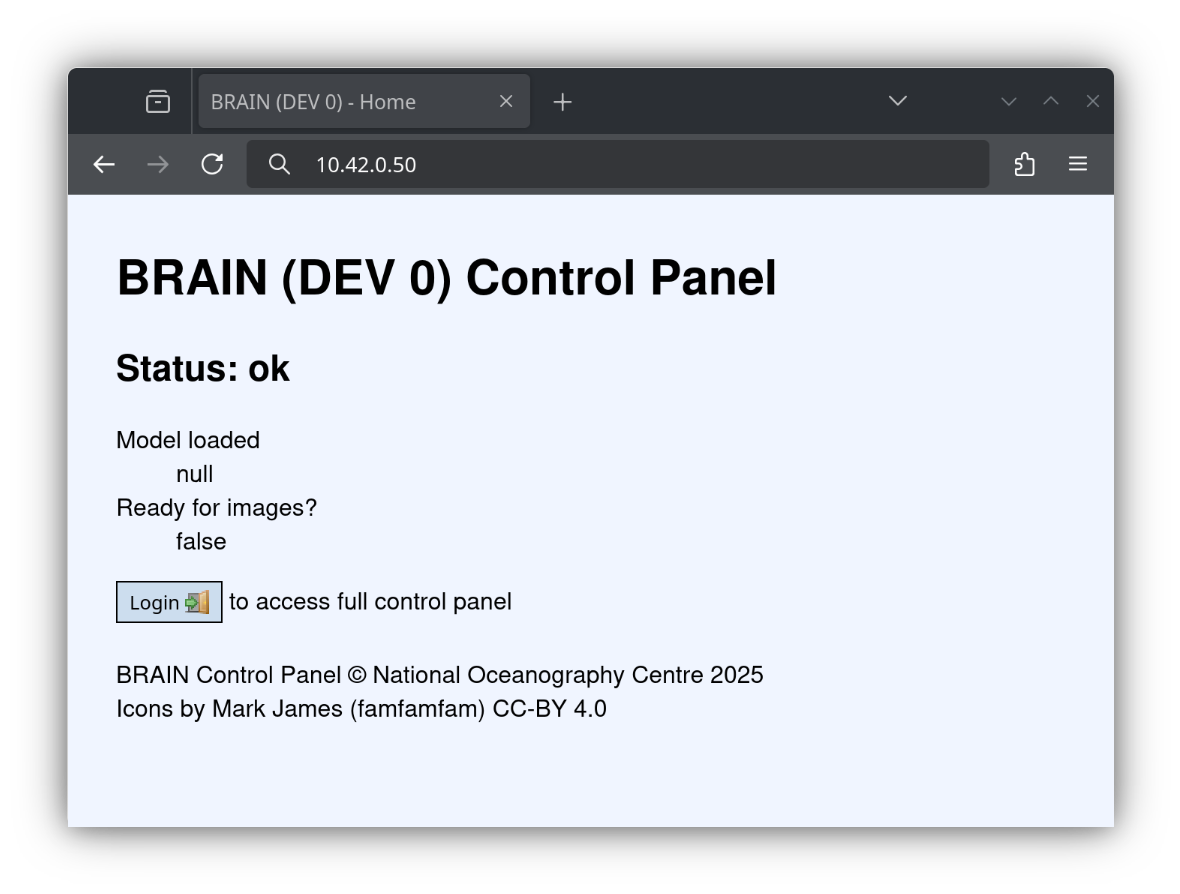 BRAIN (DEV 0) - Home
10.42.0.50
BRAIN (DEV 0) Control Panel
Status: ok
Model loaded
null
Ready for images?
false
Login to access full control panel
BRAIN Control Panel © National Oceanography Centre 2025
Icons by Mark James (famfamfam) CC-BY 4.0